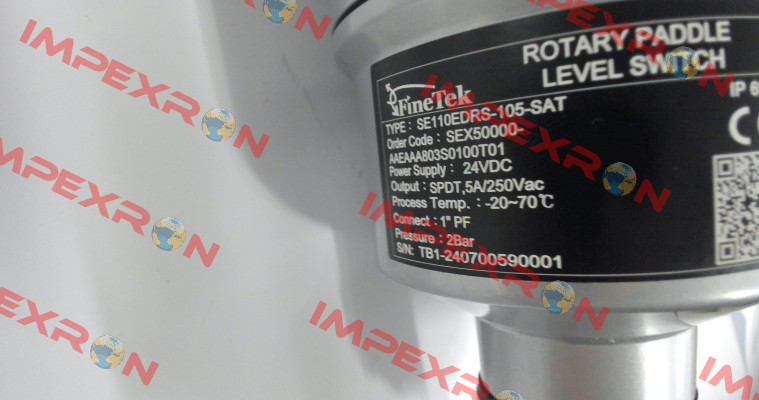 ROTARY PADDLE
LEVEL SWITCH
FineTek
IP 6
TYPE : SE110EDRS-105-SAT
Order Code : SEX50000-
AAEAAA803S0100T01
Power Supply : 24VDC
Output : SPDT,5A/250Vac
Process Temp. : -20~70℃
Connect : 1" PF
Pressure : 2Bar
S/N: TB1-240700590001
CE
IMPEXRON
IMPEXRON
IMPEXRON
IMPEXRON
IMPEXRON
IMPEXRON